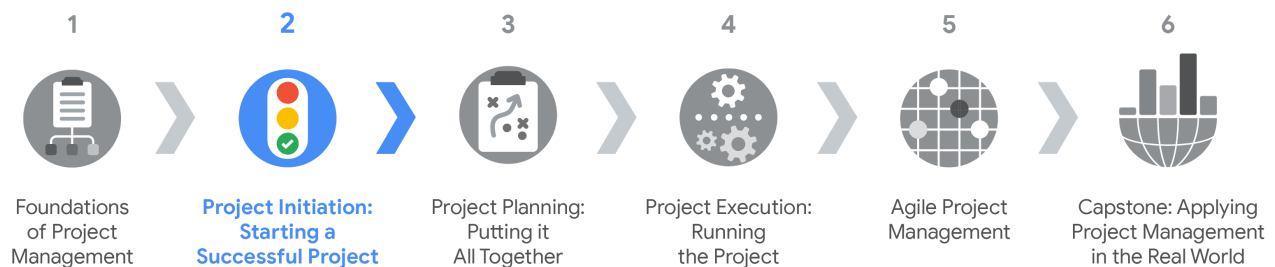 1
2
3
4
5
6
Foundations
of Project
Management
Project Initiation:
Starting a
Successful Project
Project Planning:
Putting it
All Together
Project Execution:
Running
the Project
Agile Project
Management
Capstone: Applying
Project Management
in the Real World